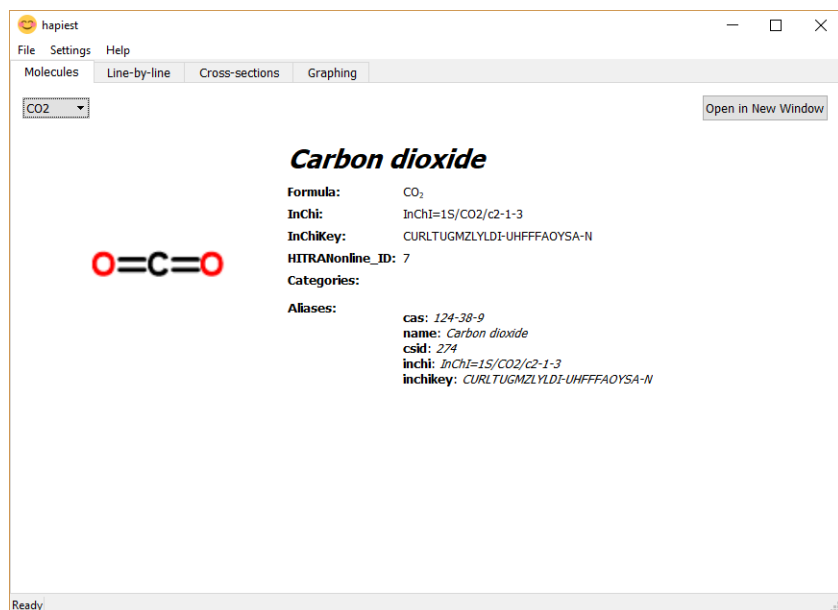 hapiest
File Settings Help
Molecules Line-by-line Cross-sections Graphing
CO2 Open in New Window
Carbon dioxide
Formula: CO₂
InChi: InChI=1S/CO2/c2-1-3
InChiKey: CURLTUGMZLYLDI-UHFFFAOYSA-N
HITRANonline_ID: 7
O=C=O
Categories:
Aliases:
cas: 124-38-9
name: Carbon dioxide
csid: 274
inchi: InChI=1S/CO2/c2-1-3
inchikey: CURLTUGMZLYLDI-UHFFFAOYSA-N
Ready